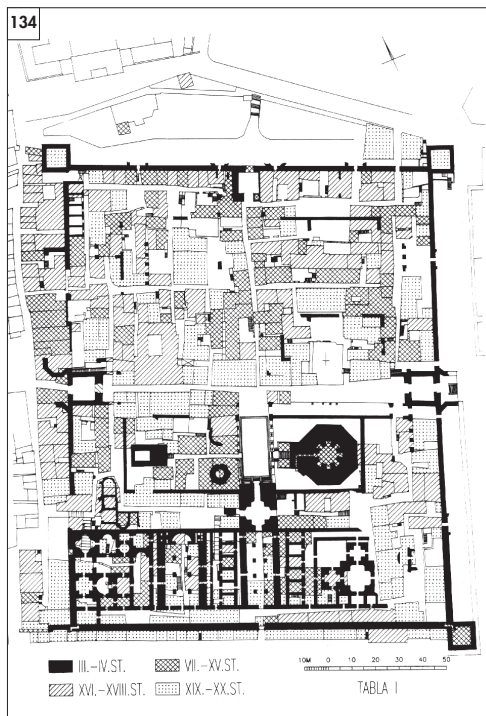 134
III.–IV.ST.
VII.–XV.ST.
XVI.–XVIII.ST.
XIX.–XX.ST.
10M 0 10 20 30 40 50
TABLA I